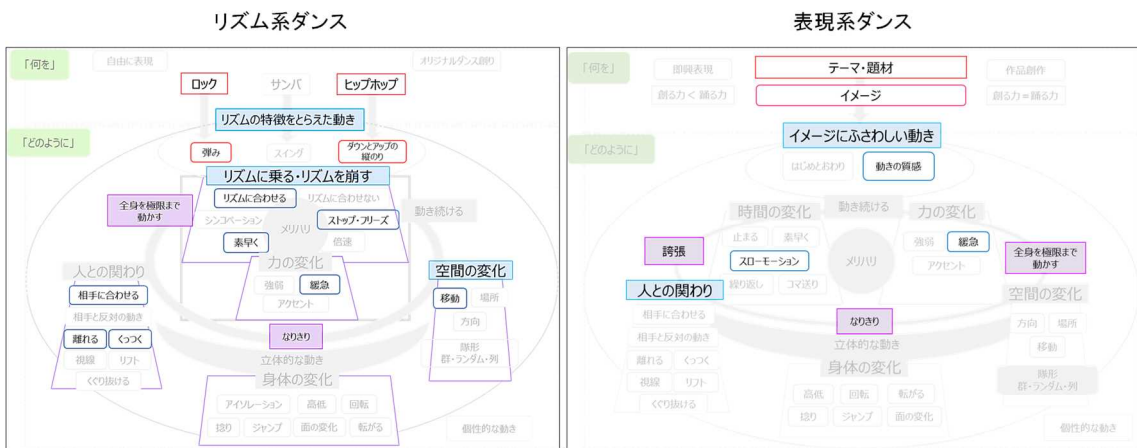 リズム系ダンス
「何を」
自由に表現
オリジナルダンス創り
ロック
サンバ
ヒップホップ
リズムの特徴をとらえた動き
「どのように」
弾み
スイング
ダウンとアップの
縦のり
リズムに乗る・リズムを崩す
全身を極限まで
動かす
リズムに合わせる
リズムに合わせない
シンコペーション
ストップ・フリーズ
動き続ける
メリハリ
素早く
倍速
人との関わり
力の変化
空間の変化
相手に合わせる
強弱
緩急
移動
場所
アクセント
相手と反対の動き
方向
離れる
くっつく
なりきり
視線
リフト
立体的な動き
隊形
群・ランダム・列
くぐり抜ける
身体の変化
アイソレーション
高低
回転
捻り
ジャンプ
面の変化
転がる
個性的な動き
表現系ダンス
「何を」
即興表現
テーマ・題材
作品創作
創る力<踊る力
イメージ
創る力=踊る力
イメージにふさわしい動き
「どのように」
はじめとおわり
動きの質感
時間の変化
動き続ける
力の変化
止まる
素早く
強弱
緩急
誇張
スローモーション
メリハリ
アクセント
全身を極限まで
動かす
繰り返し
コマ送り
人との関わり
空間の変化
相手に合わせる
なりきり
方向
場所
相手と反対の動き
立体的な動き
移動
離れる
くっつく
身体の変化
隊形
群・ランダム・列
視線
リフト
高低
回転
転がる
くぐり抜ける
捻り
ジャンプ
面の変化
個性的な動き